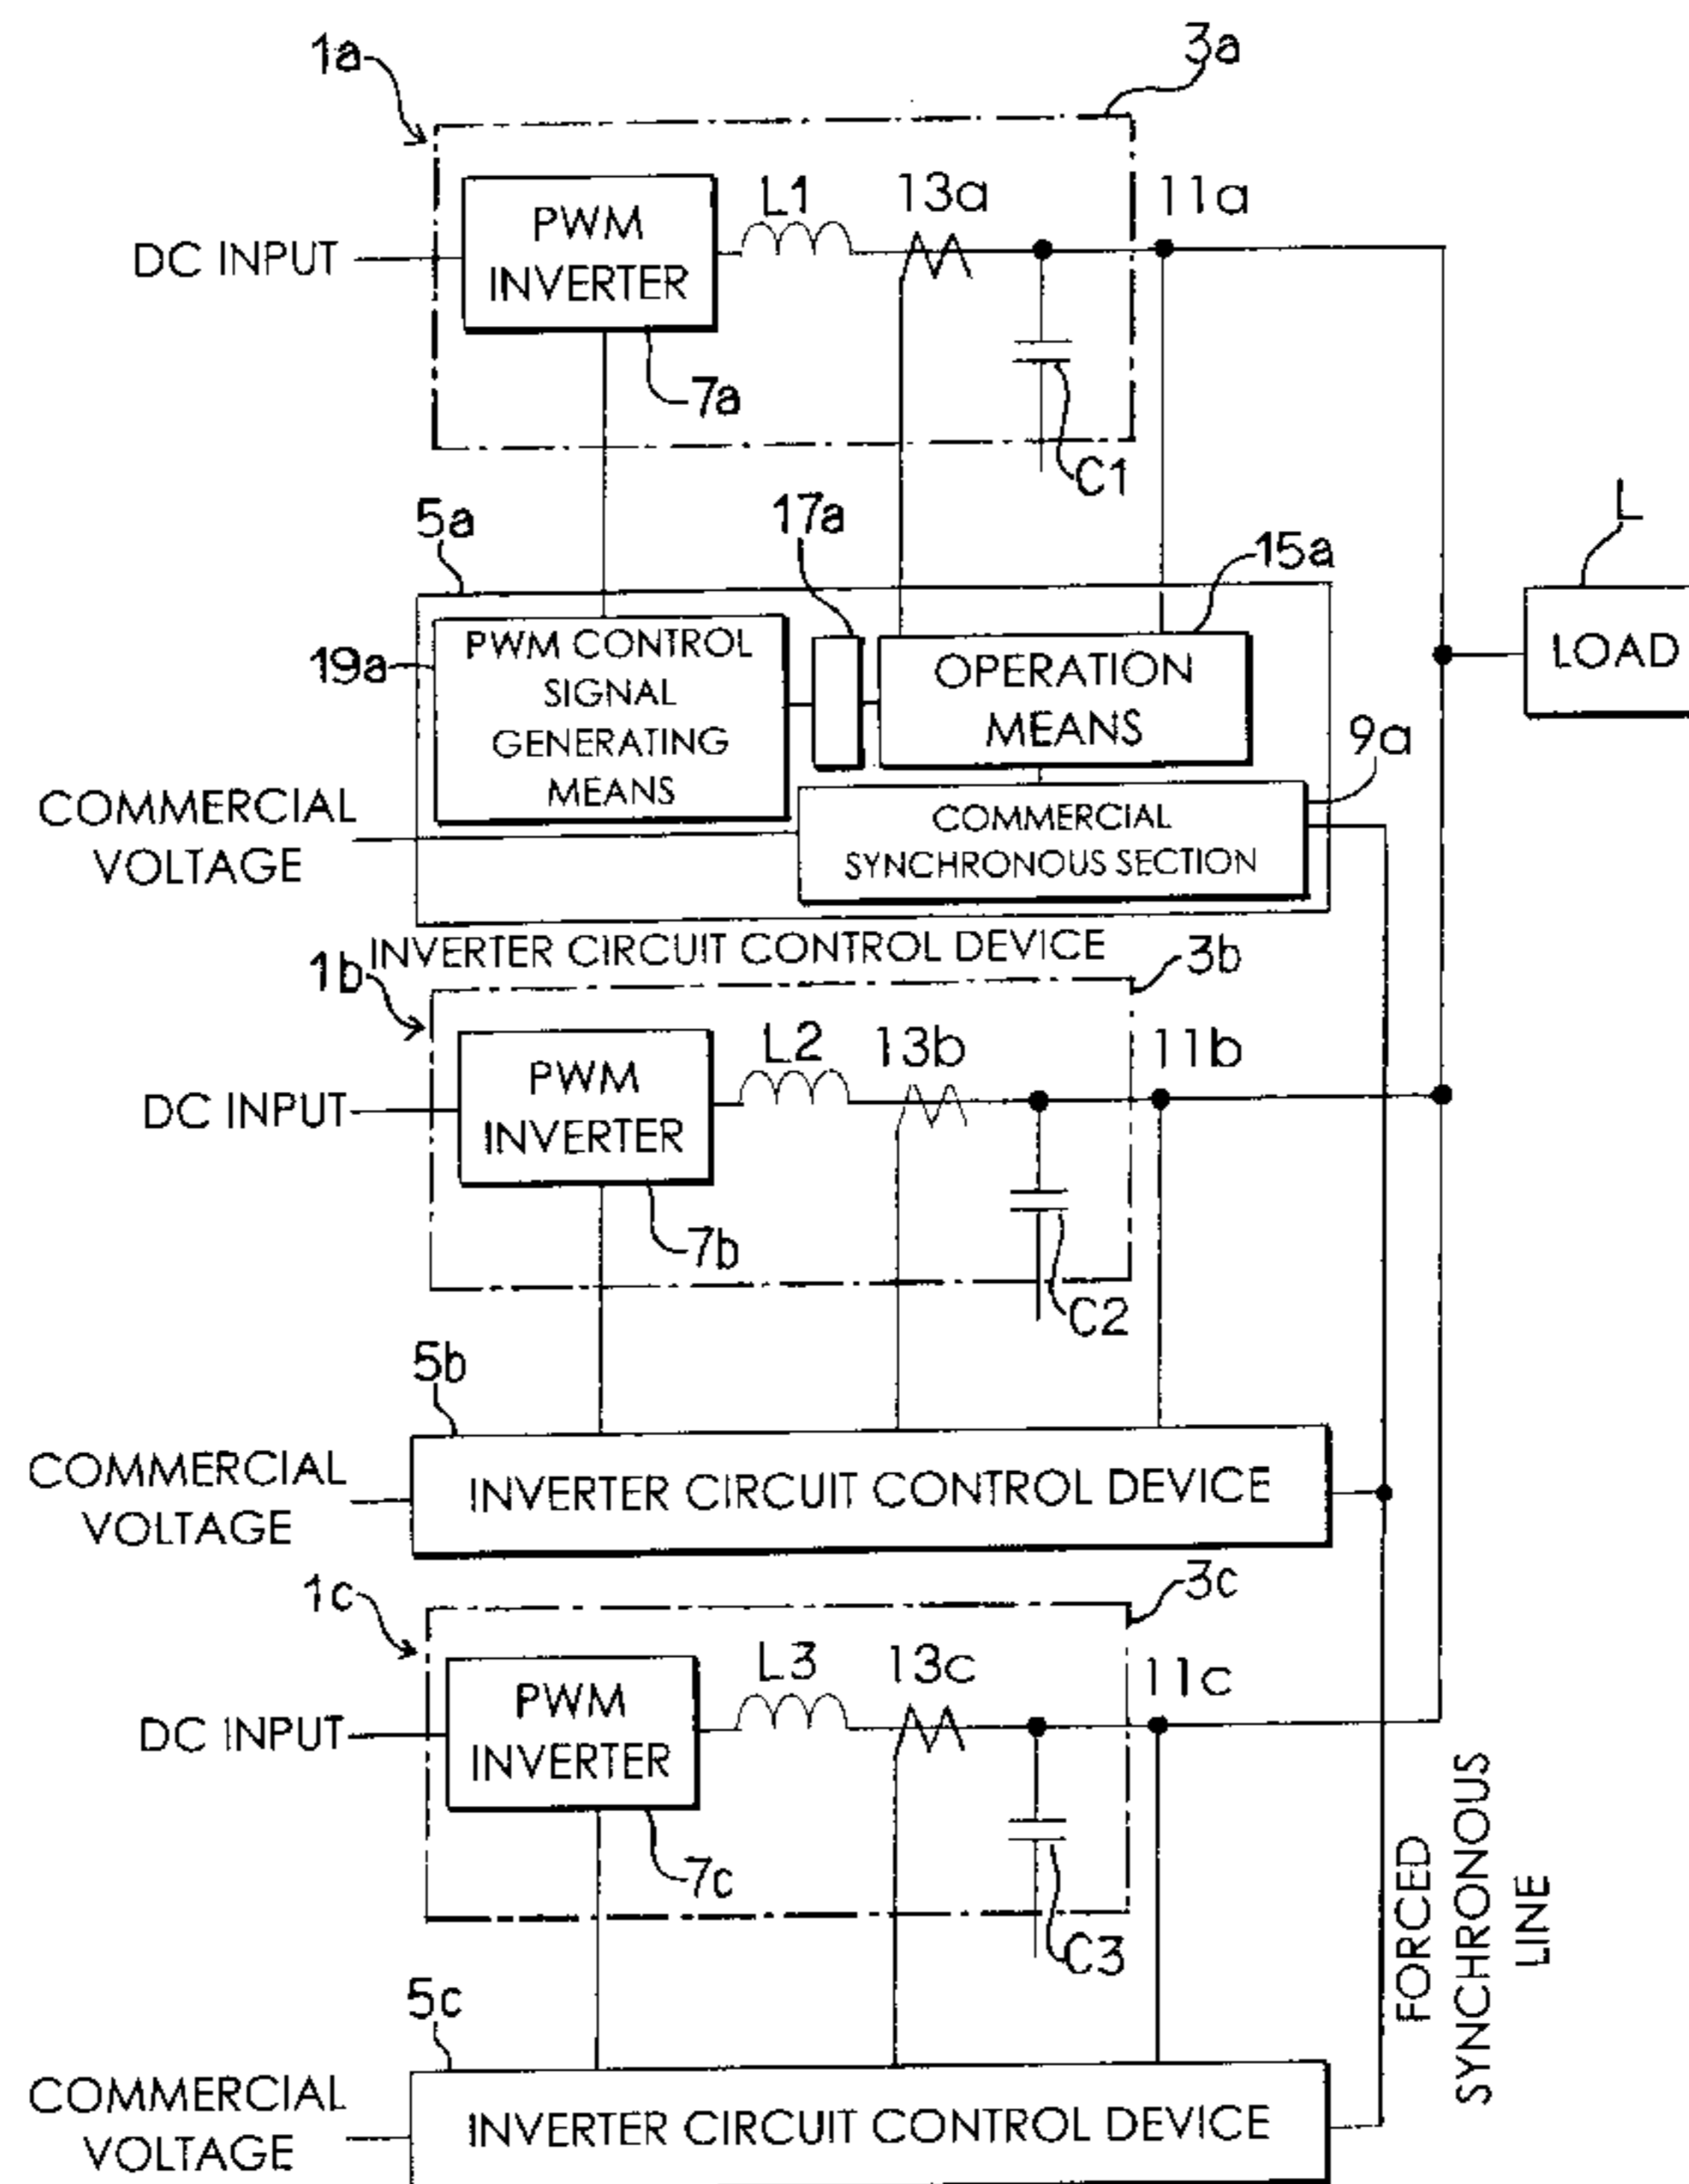 1a
3a
L1
13a
11a
PWM
INVERTER
DC INPUT
7a
C1
5a
17a
15a
L
19a
PWM CONTROL
SIGNAL
GENERATING
MEANS
OPERATION
MEANS
LOAD
9a
COMMERCIAL
VOLTAGE
COMMERCIAL
SYNCHRONOUS SECTION
INVERTER CIRCUIT CONTROL DEVICE
1b
3b
L2
13b
11b
PWM
INVERTER
DC INPUT
7b
C2
5b
COMMERCIAL
VOLTAGE
INVERTER CIRCUIT CONTROL DEVICE
1c
3c
L3
13c
11c
PWM
INVERTER
DC INPUT
7c
C3
FORCED
SYNCHRONOUS
LINE
5c
COMMERCIAL
VOLTAGE
INVERTER CIRCUIT CONTROL DEVICE